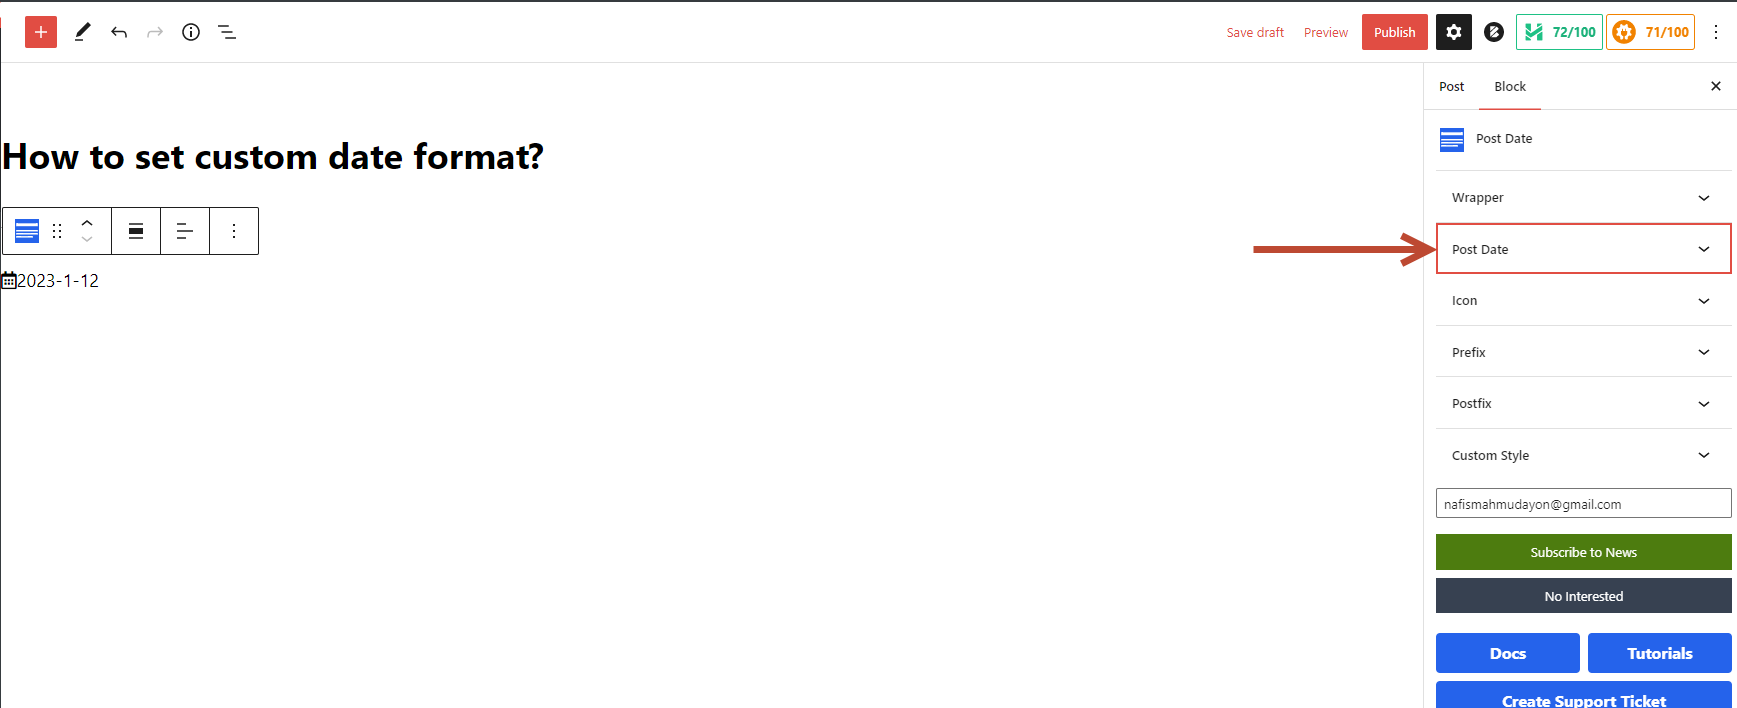 Save draft Preview Publish 72/100 71/100
Post Block
Post Date
How to set custom date format?
Wrapper
Post Date
2023-1-12
Icon
Prefix
Postfix
Custom Style
nafismahmudayon@gmail.com
Subscribe to News
No Interested
Docs Tutorials
Create Support Ticket